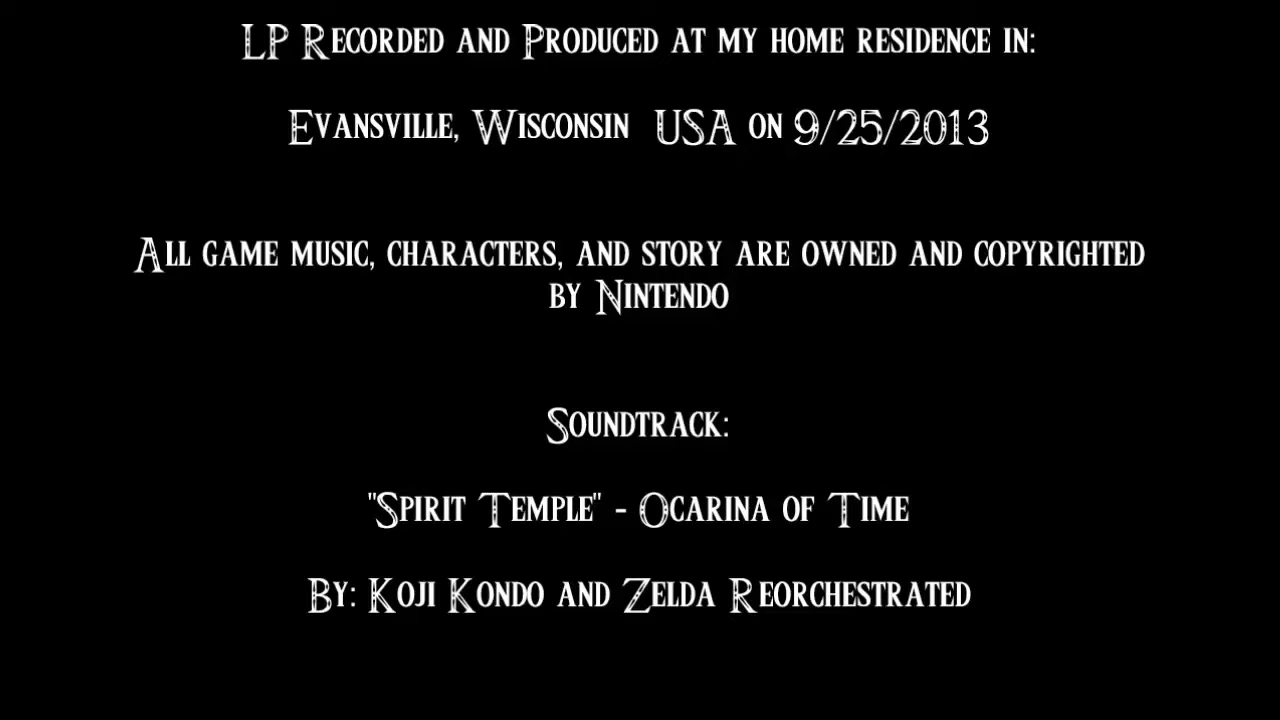 LP Recorded and Produced at my home residence in:
Evansville, Wisconsin USA on 9/25/2013
All game music, characters, and story are owned and copyrighted
by Nintendo
Soundtrack:
"Spirit Temple" - Ocarina of Time
By: Koji Kondo and Zelda Reorchestrated